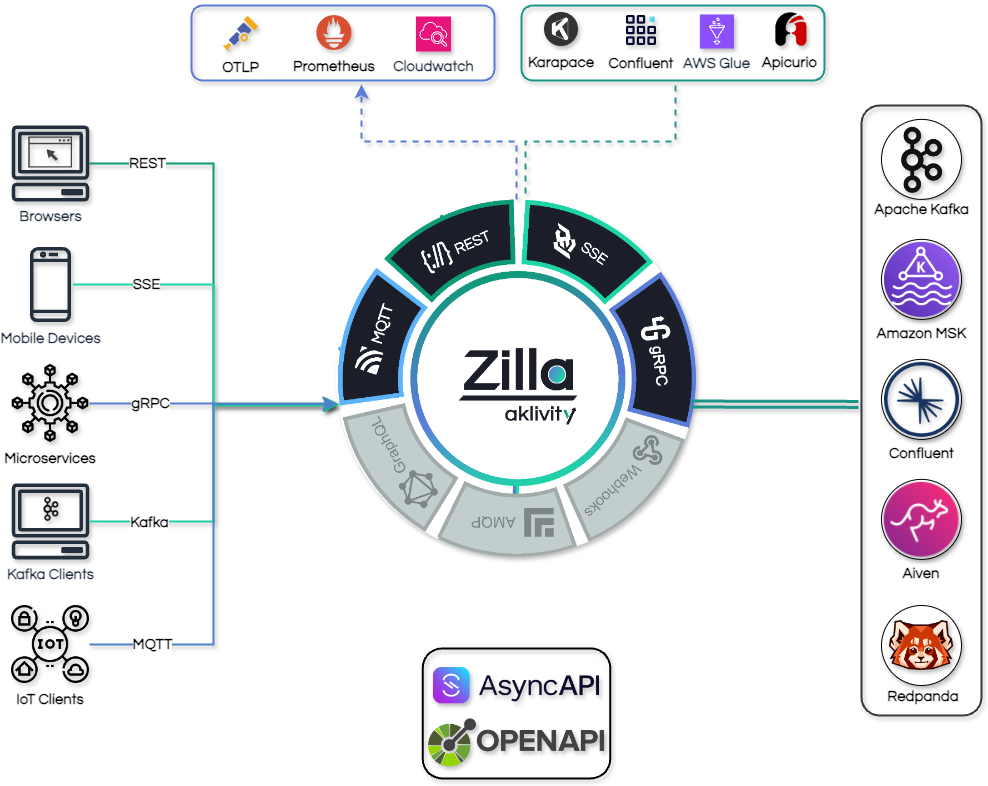 OTLP
Prometheus
Cloudwatch
Karapace
Confluent
AWS Glue
Apicurio
Browsers
REST
Mobile Devices
SSE
Microservices
gRPC
Kafka Clients
Kafka
IOT
IoT Clients
MQTT
MQTT
REST
SSE
gRPC
Webhooks
AMQP
GraphQL
Zilla
aklivity
Apache Kafka
K
Amazon MSK
Confluent
Aiven
Redpanda
AsyncAPI
OPENAPI